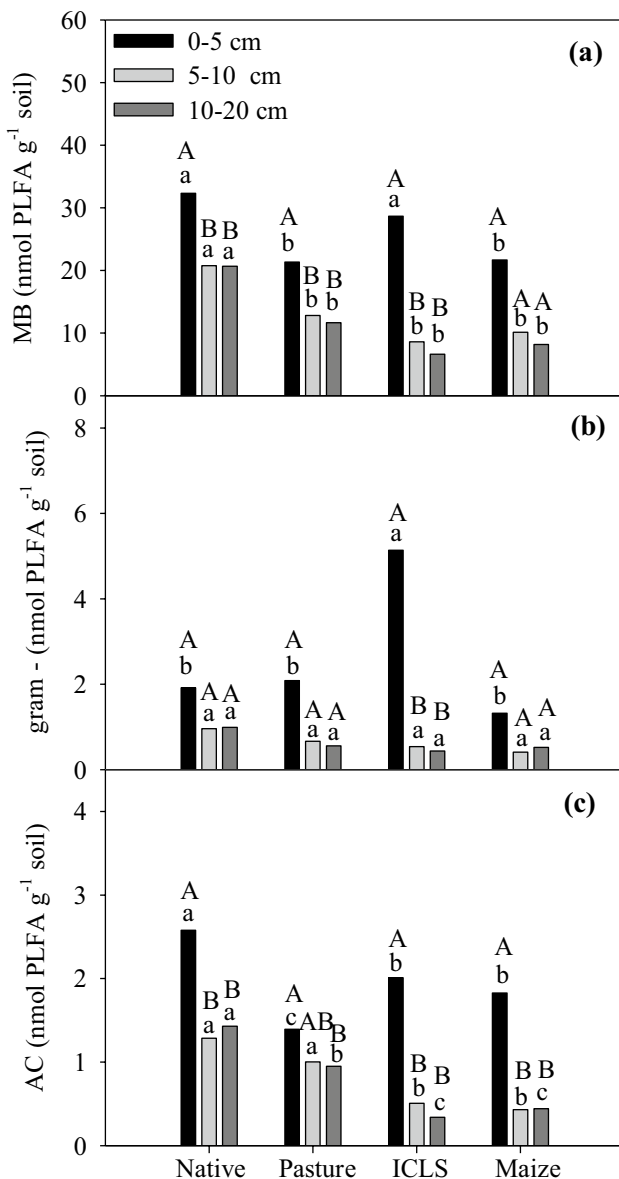 60
0-5 cm
(a)
5-10 cm
50
10-20 cm
40
A
A
a
a
30
A
A
B B
b
b
a a
20
B
B
A A
b b
B B
b b
10
b b
0
MB (nmol PLFA g-1 soil)
(b)
8
6
A
a
4
A
A
A
b
b
b
2
A A
A A
B B
A A
a a
a a
a a
a a
0
gram - (nmol PLFA g-1 soil)
(c)
4
3
A
a
A
A
b
b
2
A
B B
c AB B
a a
a b
1
B B
B B
b c
b c
0
AC (nmol PLFA g-1 soil)
Native Pasture ICLS Maize